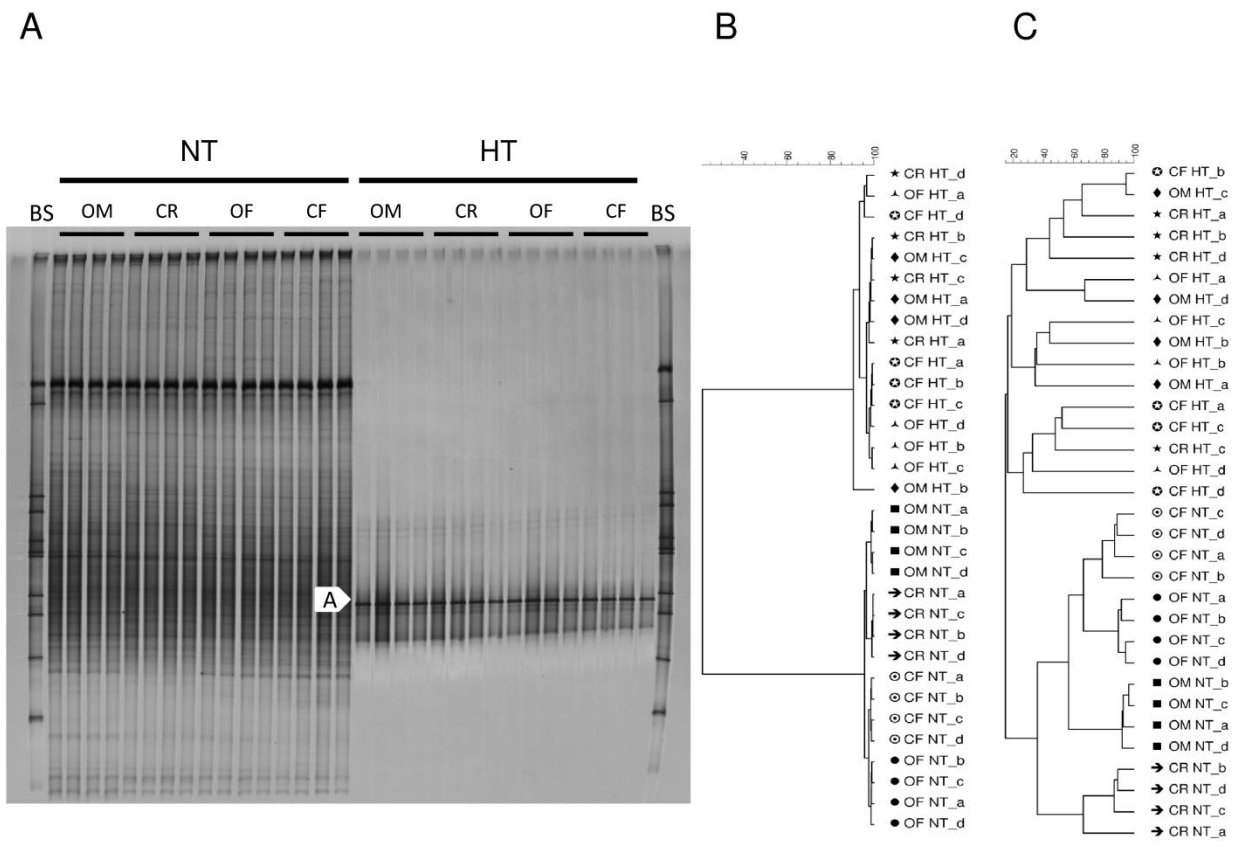 A
B
C
NT
HT
BS
OM
CR
OF
CF
OM
CR
OF
CF
BS
A
40
60
80
100
CR HT_d
OF HT_a
CF HT_d
CR HT_b
OM HT_c
CR HT_c
OM HT_a
OM HT_d
CR HT_a
CF HT_a
CF HT_b
CF HT_c
OF HT_d
OF HT_b
OF HT_c
OM HT_b
OM NT_a
OM NT_b
OM NT_c
OM NT_d
CR NT_a
CR NT_c
CR NT_b
CR NT_d
CF NT_a
CF NT_b
CF NT_c
CF NT_d
OF NT_b
OF NT_c
OF NT_a
OF NT_d
20
40
60
80
100
CF HT_b
OM HT_c
CR HT_a
CR HT_b
CR HT_d
OF HT_a
OM HT_d
OF HT_c
OM HT_b
OF HT_b
OM HT_a
CF HT_a
CF HT_c
CR HT_c
OF HT_d
CF HT_d
CF NT_c
CF NT_d
CF NT_a
CF NT_b
OF NT_a
OF NT_b
OF NT_c
OF NT_d
OM NT_b
OM NT_c
OM NT_a
OM NT_d
CR NT_b
CR NT_d
CR NT_c
CR NT_a